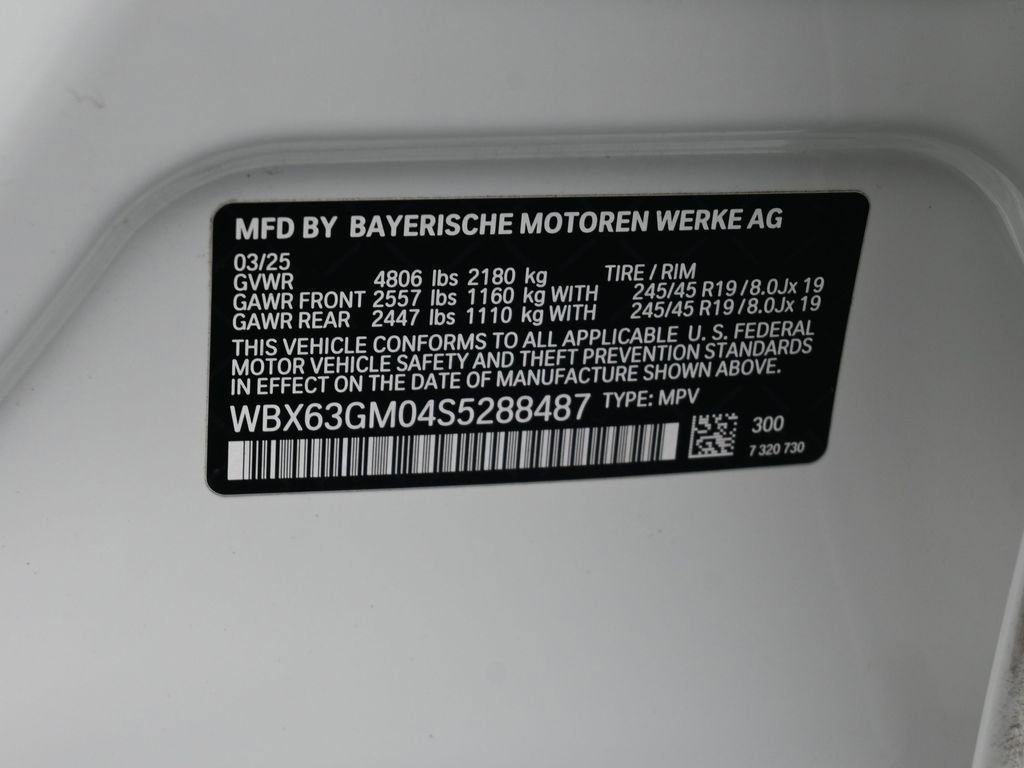 MFD BY BAYERISCHE MOTOREN WERKE AG
03/25
GVWR 4806 lbs 2180 kg TIRE / RIM
GAWR FRONT 2557 lbs 1160 kg WITH 245/45 R19 / 8.0Jx 19
GAWR REAR 2447 lbs 1110 kg WITH 245/45 R19 / 8.0Jx 19
THIS VEHICLE CONFORMS TO ALL APPLICABLE U. S. FEDERAL
MOTOR VEHICLE SAFETY AND THEFT PREVENTION STANDARDS
IN EFFECT ON THE DATE OF MANUFACTURE SHOWN ABOVE.
WBX63GM04S5288487 TYPE: MPV
300
7 320 730